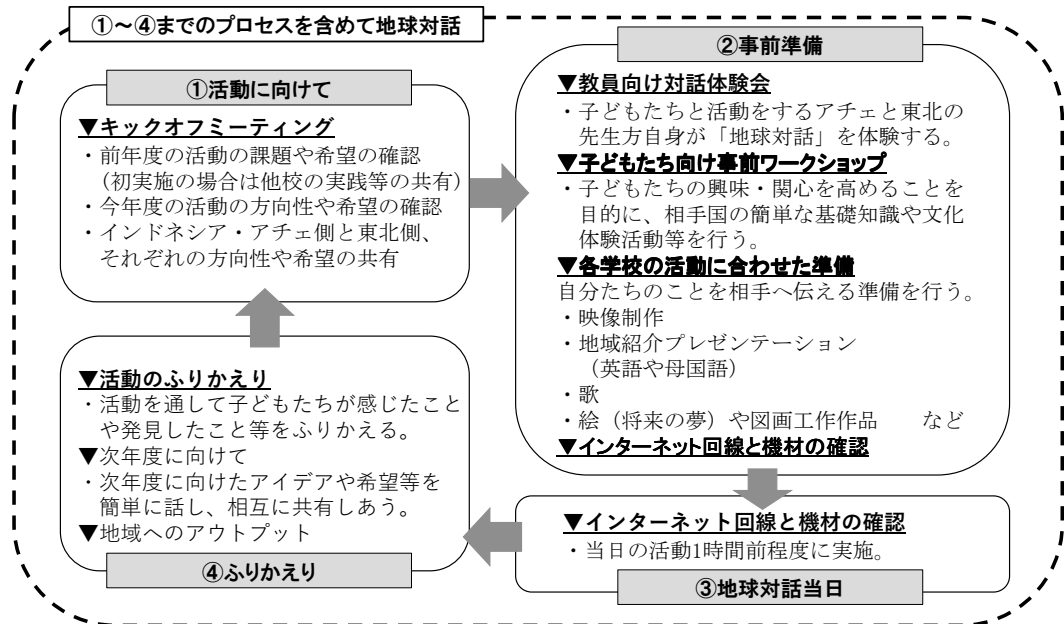 ①～④までのプロセスを含めて地球対話
①活動に向けて
▼キックオフミーティング
・前年度の活動の課題や希望の確認
（初実施の場合は他校の実践等の共有）
・今年度の活動の方向性や希望の確認
・インドネシア・アチェ側と東北側、
それぞれの方向性や希望の共有
②事前準備
▼教員向け対話体験会
・子どもたちと活動をするアチェと東北の
先生方自身が「地球対話」を体験する。
▼子どもたち向け事前ワークショップ
・子どもたちの興味・関心を高めることを
目的に、相手国の簡単な基礎知識や文化
体験活動等を行う。
▼各学校の活動に合わせた準備
自分たちのことを相手へ伝える準備を行う。
・映像制作
・地域紹介プレゼンテーション
（英語や母国語）
・歌
・絵（将来の夢）や図画工作作品　　など
▼インターネット回線と機材の確認
▼インターネット回線と機材の確認
・当日の活動1時間前程度に実施。
③地球対話当日
▼活動のふりかえり
・活動を通して子どもたちが感じたこと
や発見したこと等をふりかえる。
▼次年度に向けて
・次年度に向けたアイデアや希望等を
簡単に話し、相互に共有しあう。
▼地域へのアウトプット
④ふりかえり